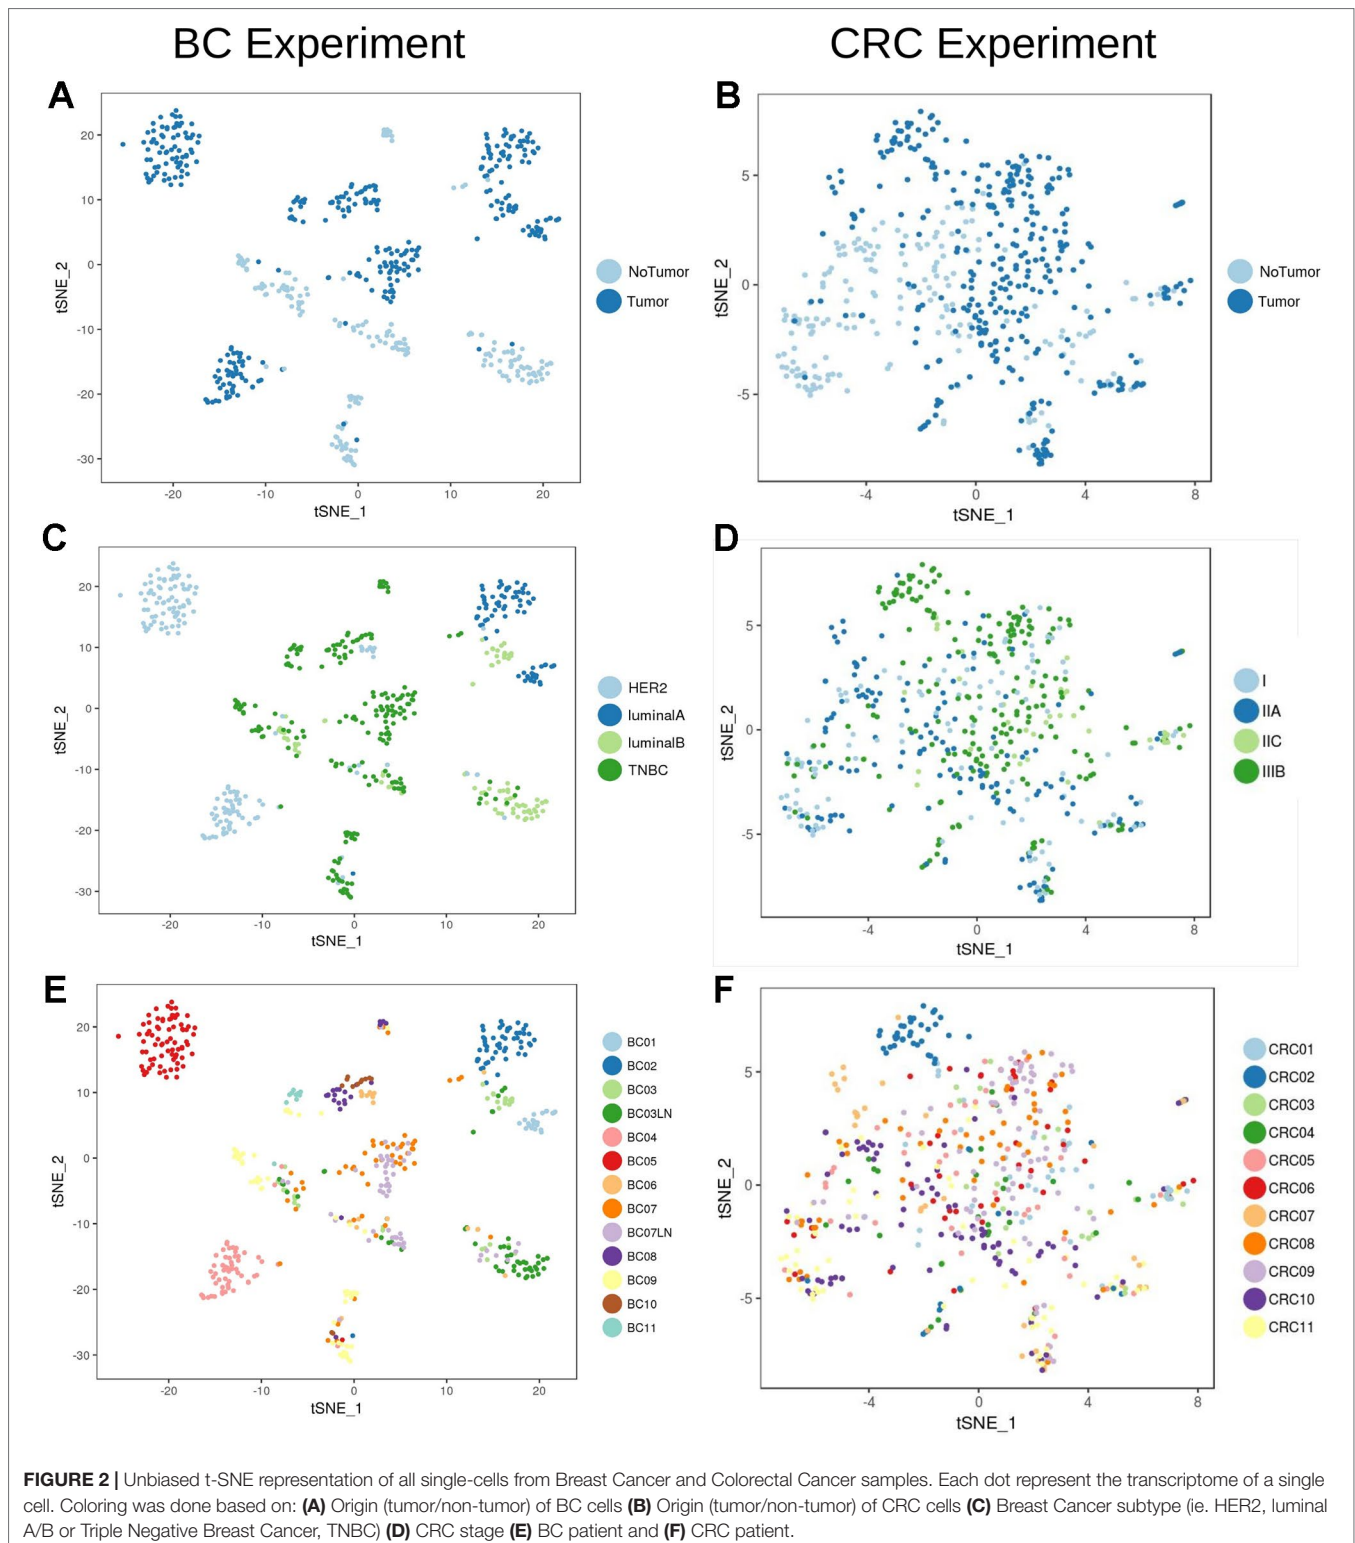 BC Experiment
CRC Experiment
A
20
10
0
-10
-20
-30
tSNE_2
-20
-10
0
10
20
tSNE_1
NoTumor
Tumor
B
5
0
-5
tSNE_2
-4
0
4
8
tSNE_1
NoTumor
Tumor
C
20
10
0
-10
-20
-30
tSNE_2
-20
-10
0
10
20
tSNE_1
HER2
luminalA
luminalB
TNBC
D
5
0
-5
tSNE_2
-4
0
4
8
tSNE_1
I
IIA
IIC
IIIB
E
20
10
0
-10
-20
-30
tSNE_2
-20
-10
0
10
20
tSNE_1
BC01
BC02
BC03
BC03LN
BC04
BC05
BC06
BC07
BC07LN
BC08
BC09
BC10
BC11
F
5
0
-5
tSNE_2
-4
0
4
8
tSNE_1
CRC01
CRC02
CRC03
CRC04
CRC05
CRC06
CRC07
CRC08
CRC09
CRC10
CRC11
FIGURE 2 | Unbiased t-SNE representation of all single-cells from Breast Cancer and Colorectal Cancer samples. Each dot represent the transcriptome of a single
cell. Coloring was done based on: (A) Origin (tumor/non-tumor) of BC cells (B) Origin (tumor/non-tumor) of CRC cells (C) Breast Cancer subtype (ie. HER2, luminal
A/B or Triple Negative Breast Cancer, TNBC) (D) CRC stage (E) BC patient and (F) CRC patient.